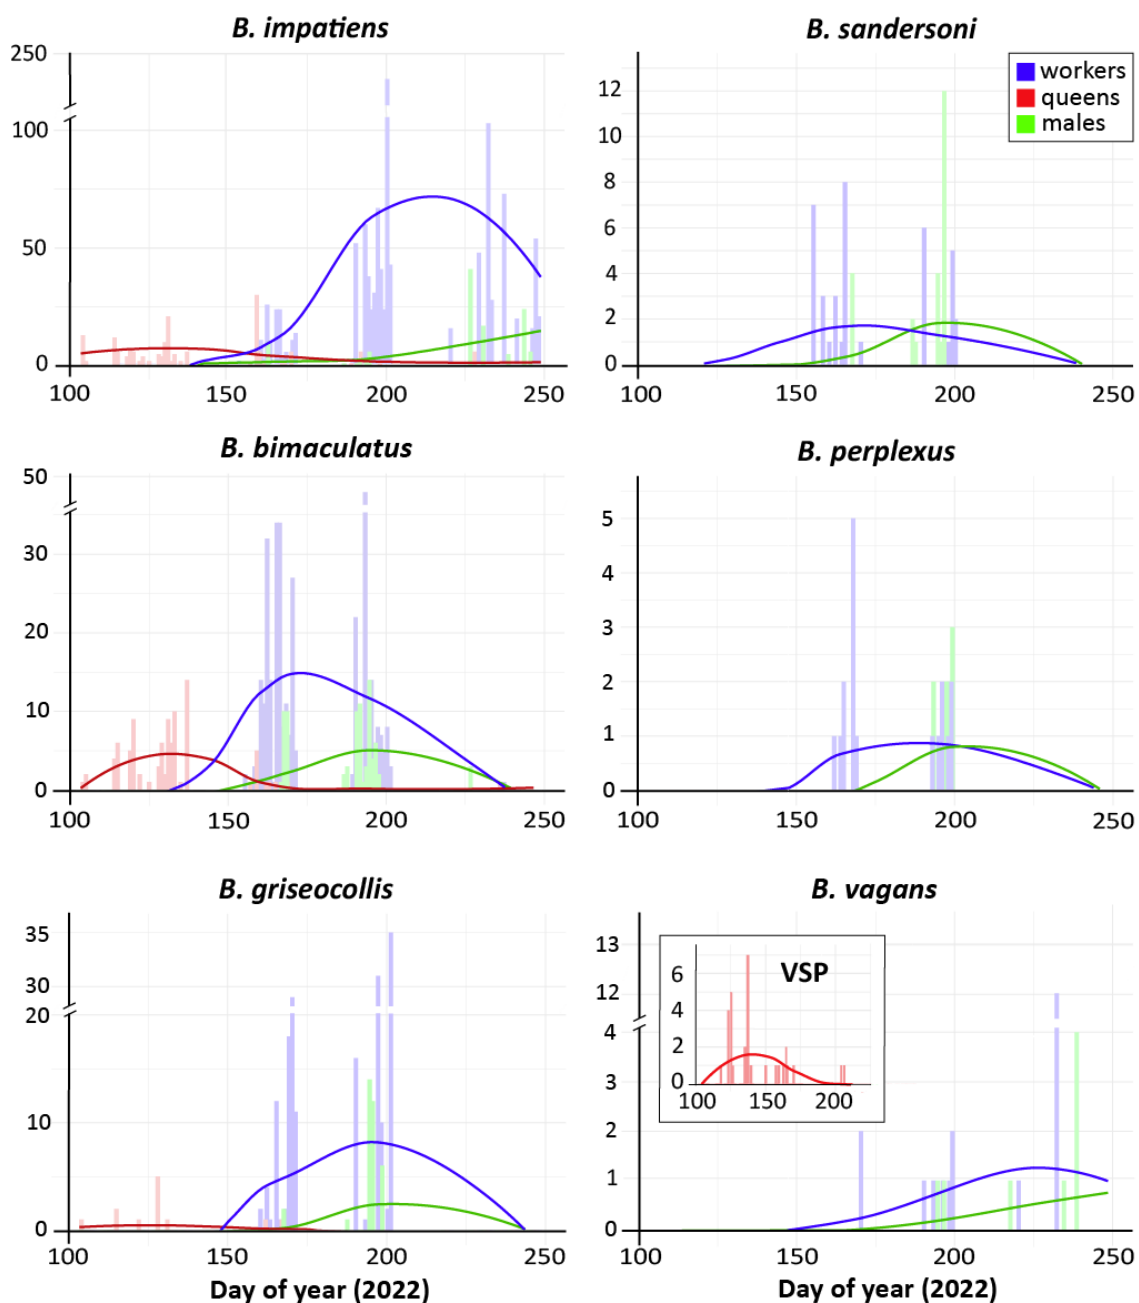 B. impatiens
250
100
50
0
100 150 200 250
B. sandersoni
workers
queens
males
12
10
8
6
4
2
0
100 150 200 250
B. bimaculatus
50
30
20
10
0
100 150 200 250
B. perplexus
5
4
3
2
1
0
100 150 200 250
B. griseocollis
35
30
20
10
0
100 150 200 250
Day of year (2022)
B. vagans
13
12
4
3
2
1
0
VSP
6
4
2
0
100 150 200
100 150 200 250
Day of year (2022)